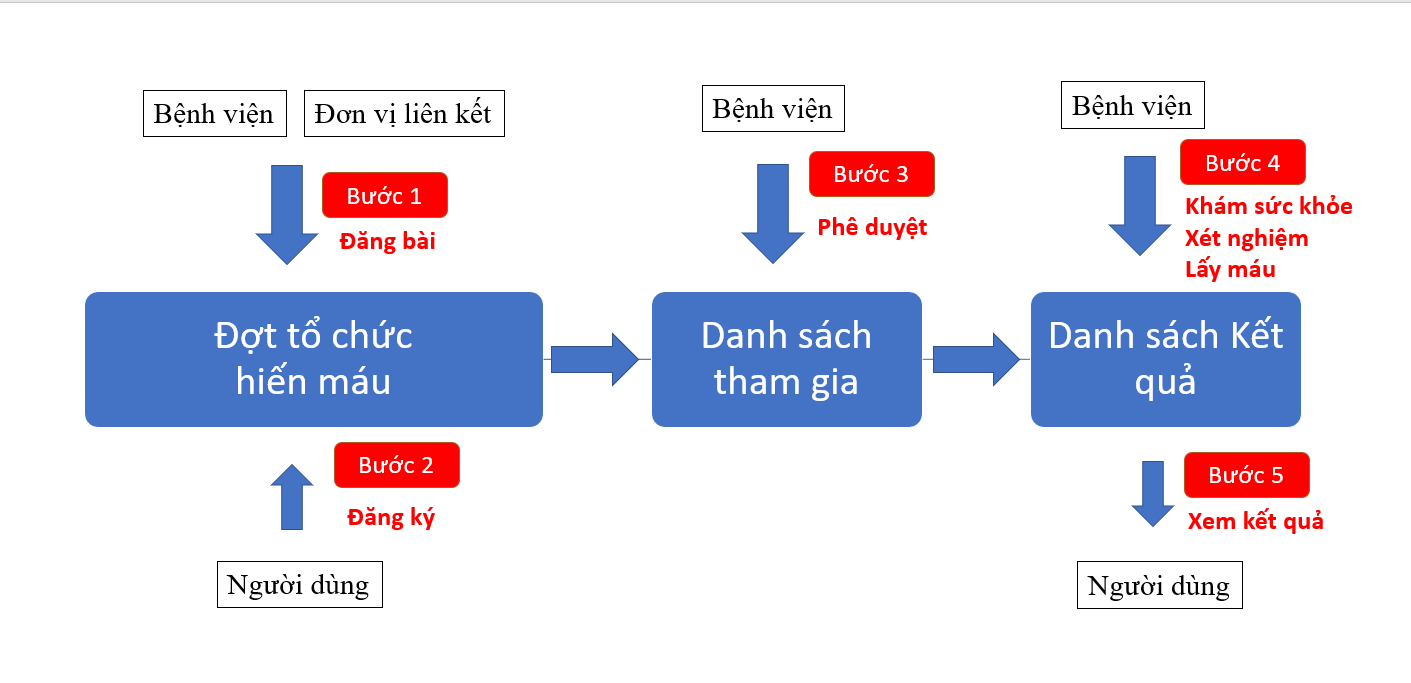 Bệnh viện
Đơn vị liên kết
Bước 1
Đăng bài
Đợt tổ chức
hiến máu
Bước 2
Đăng ký
Người dùng
Bệnh viện
Bước 3
Phê duyệt
Danh sách
tham gia
Bệnh viện
Bước 4
Khám sức khỏe
Xét nghiệm
Lấy máu
Danh sách Kết
quả
Bước 5
Xem kết quả
Người dùng